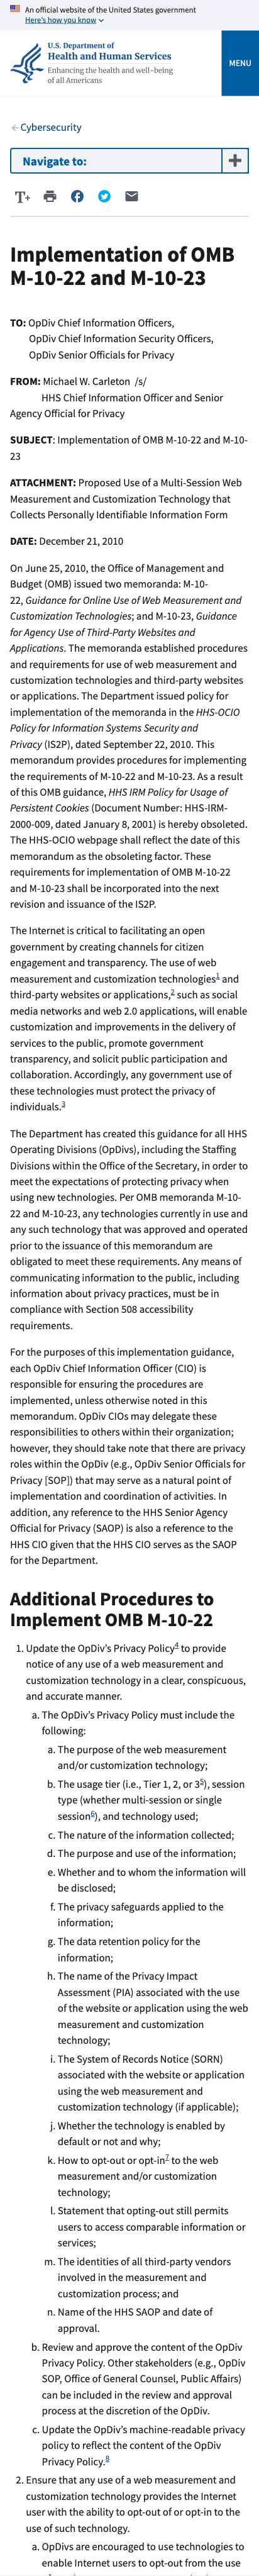 An official website of the United States government
Here's how you know
U.S. Department of
Health and Human Services
Enhancing the health and well-being
of all Americans
MENU
Cybersecurity
Navigate to:
T+
Implementation of OMB
M-10-22 and M-10-23
TO: OpDiv Chief Information Officers,
OpDiv Chief Information Security Officers,
OpDiv Senior Officials for Privacy
FROM: Michael W. Carleton /s/
HHS Chief Information Officer and Senior
Agency Official for Privacy
SUBJECT: Implementation of OMB M-10-22 and M-10-
23
ATTACHMENT: Proposed Use of a Multi-Session Web
Measurement and Customization Technology that
Collects Personally Identifiable Information Form
DATE: December 21, 2010
On June 25, 2010, the Office of Management and
Budget (OMB) issued two memoranda: M-10-
22, Guidance for Online Use of Web Measurement and
Customization Technologies; and M-10-23, Guidance
for Agency Use of Third-Party Websites and
Applications. The memoranda established procedures
and requirements for use of web measurement and
customization technologies and third-party websites
or applications. The Department issued policy for
implementation of the memoranda in the HHS-OCIO
Policy for Information Systems Security and
Privacy (IS2P), dated September 22, 2010. This
memorandum provides procedures for implementing
the requirements of M-10-22 and M-10-23. As a result
of this OMB guidance, HHS IRM Policy for Usage of
Persistent Cookies (Document Number: HHS-IRM-
2000-009, dated January 8, 2001) is hereby obsoleted.
The HHS-OCIO webpage shall reflect the date of this
memorandum as the obsoleting factor. These
requirements for implementation of OMB M-10-22
and M-10-23 shall be incorporated into the next
revision and issuance of the IS2P.
The Internet is critical to facilitating an open
government by creating channels for citizen
engagement and transparency. The use of web
measurement and customization technologies1 and
third-party websites or applications,2 such as social
media networks and web 2.0 applications, will enable
customization and improvements in the delivery of
services to the public, promote government
transparency, and solicit public participation and
collaboration. Accordingly, any government use of
these technologies must protect the privacy of
individuals.3
The Department has created this guidance for all HHS
Operating Divisions (OpDivs), including the Staffing
Divisions within the Office of the Secretary, in order to
meet the expectations of protecting privacy when
using new technologies. Per OMB memoranda M-10-
22 and M-10-23, any technologies currently in use and
any such technology that was approved and operated
prior to the issuance of this memorandum are
obligated to meet these requirements. Any means of
communicating information to the public, including
information about privacy practices, must be in
compliance with Section 508 accessibility
requirements.
For the purposes of this implementation guidance,
each OpDiv Chief Information Officer (CIO) is
responsible for ensuring the procedures are
implemented, unless otherwise noted in this
memorandum. OpDiv CIOs may delegate these
responsibilities to others within their organization;
however, they should take note that there are privacy
roles within the OpDiv (e.g., OpDiv Senior Officials for
Privacy [SOP]) that may serve as a natural point of
implementation and coordination of activities. In
addition, any reference to the HHS Senior Agency
Official for Privacy (SAOP) is also a reference to the
HHS CIO given that the HHS CIO serves as the SAOP
for the Department.
Additional Procedures to
Implement OMB M-10-22
1. Update the OpDiv's Privacy Policy4 to provide
notice of any use of a web measurement and
customization technology in a clear, conspicuous,
and accurate manner.
a. The OpDiv's Privacy Policy must include the
following:
a. The purpose of the web measurement
and/or customization technology;
b. The usage tier (i.e., Tier 1, 2, or 35), session
type (whether multi-session or single
session6), and technology used;
c. The nature of the information collected;
d. The purpose and use of the information;
e. Whether and to whom the information will
be disclosed;
f. The privacy safeguards applied to the
information;
g. The data retention policy for the
information;
h. The name of the Privacy Impact
Assessment (PIA) associated with the use
of the website or application using the web
measurement and customization
technology;
i. The System of Records Notice (SORN)
associated with the website or application
using the web measurement and
customization technology (if applicable);
j. Whether the technology is enabled by
default or not and why;
k. How to opt-out or opt-in7 to the web
measurement and/or customization
technology;
l. Statement that opting-out still permits
users to access comparable information or
services;
m. The identities of all third-party vendors
involved in the measurement and
customization process; and
n. Name of the HHS SAOP and date of
approval.
b. Review and approve the content of the OpDiv
Privacy Policy. Other stakeholders (e.g., OpDiv
SOP, Office of General Counsel, Public Affairs)
can be included in the review and approval
process at the discretion of the OpDiv.
c. Update the OpDiv's machine-readable privacy
policy to reflect the content of the OpDiv
Privacy Policy.8
2. Ensure that any use of a web measurement and
customization technology provides the Internet
user with the ability to opt-out of or opt-in to the
use of such technology.
a. OpDivs are encouraged to use technologies to
enable Internet users to opt-out from the use